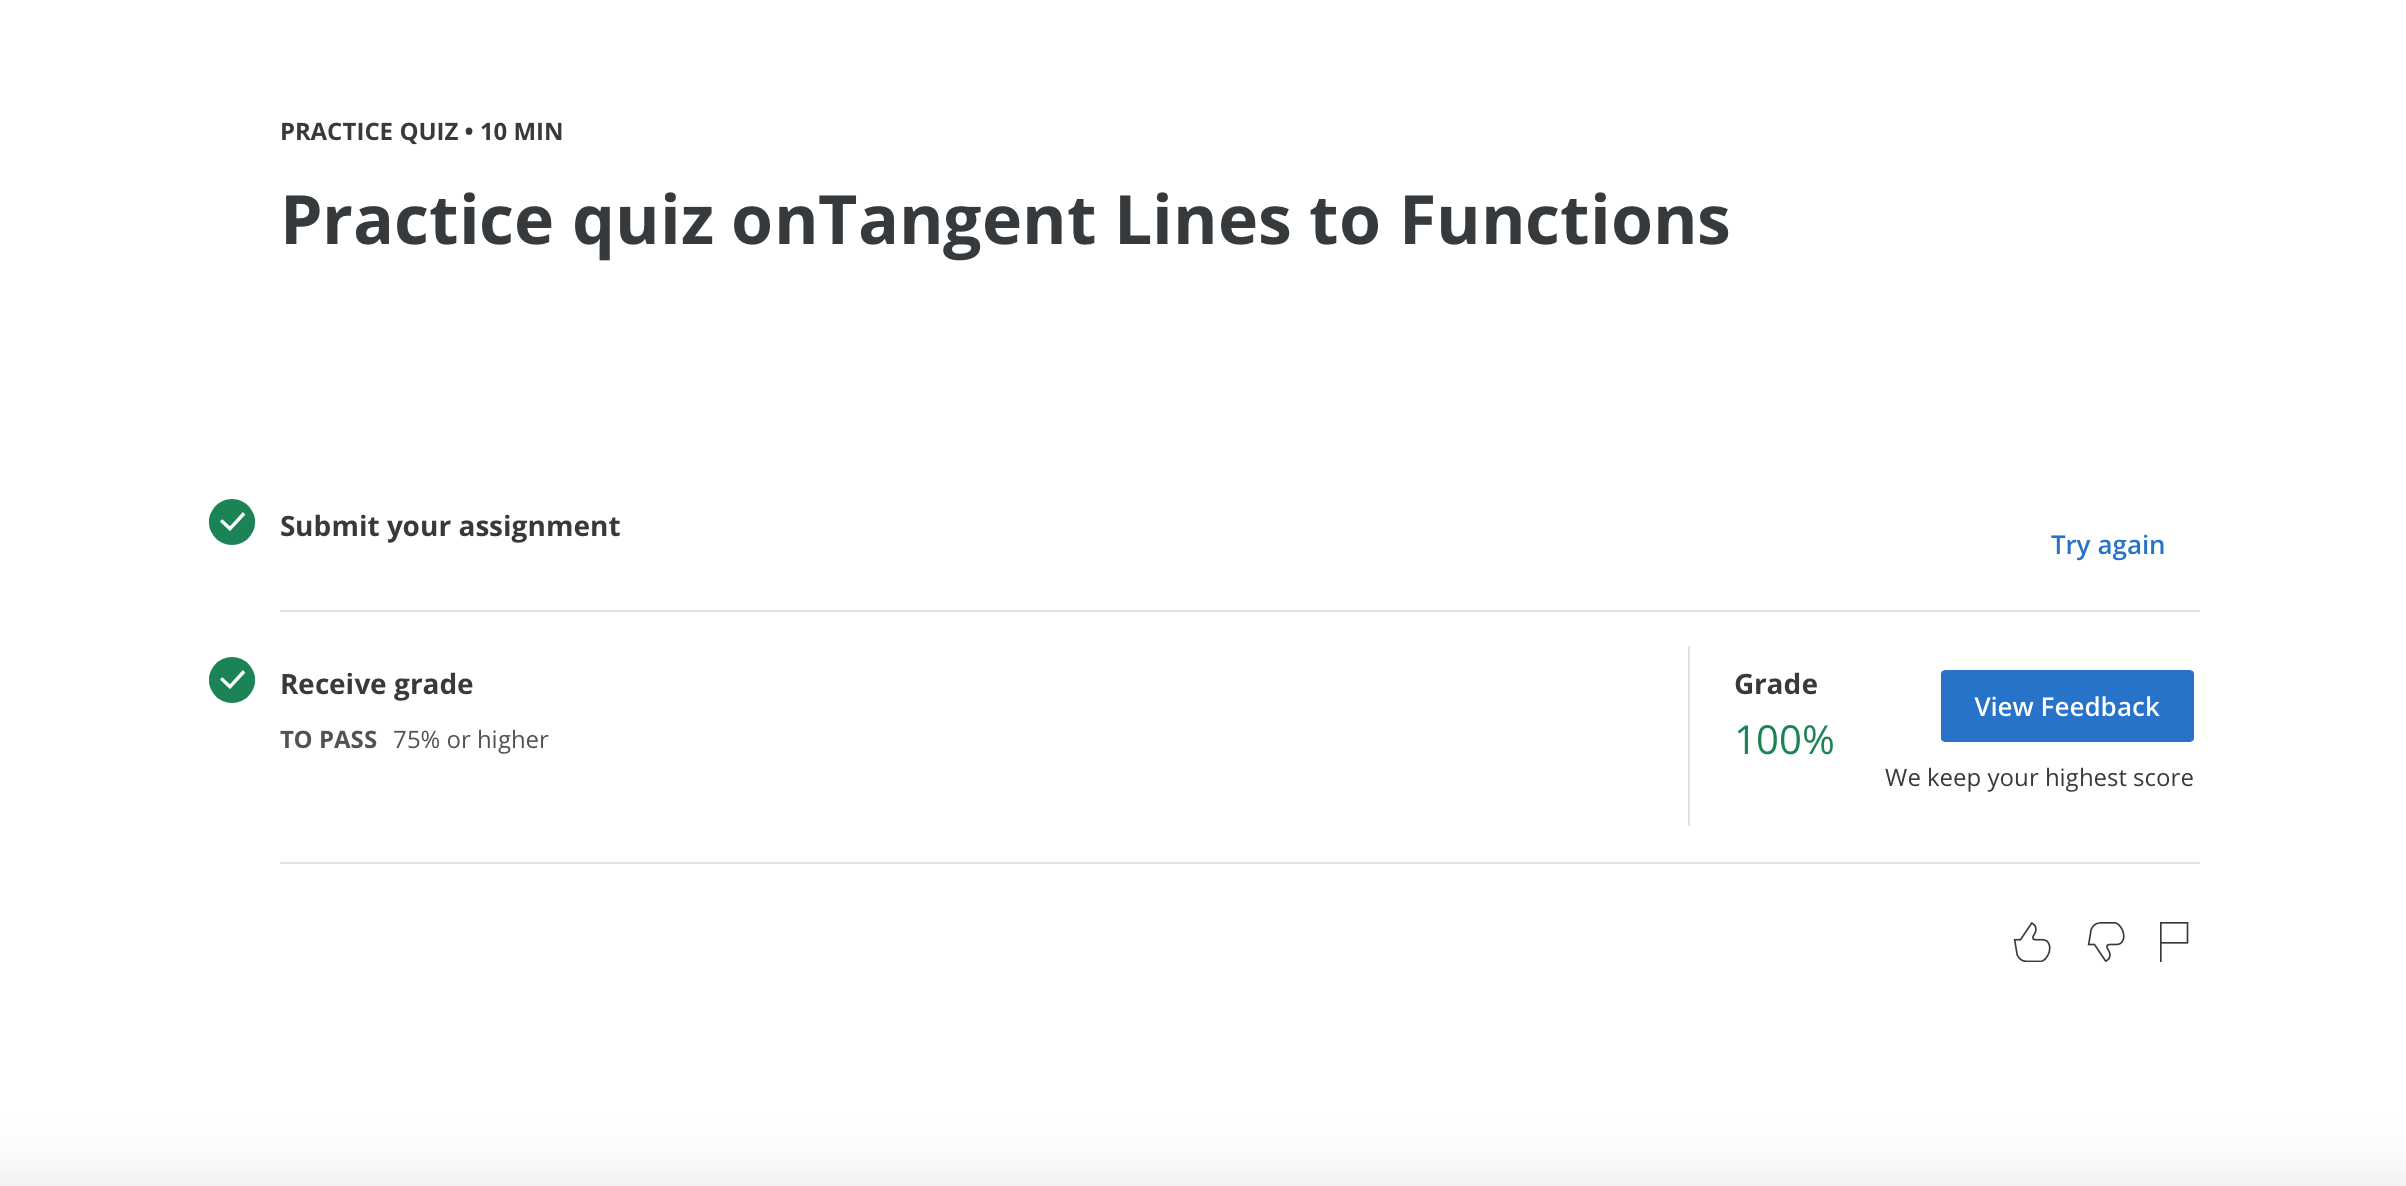 PRACTICE QUIZ • 10 MIN
Practice quiz onTangent Lines to Functions
Submit your assignment
Try again
Receive grade
TO PASS 75% or higher
Grade
100%
View Feedback
We keep your highest score